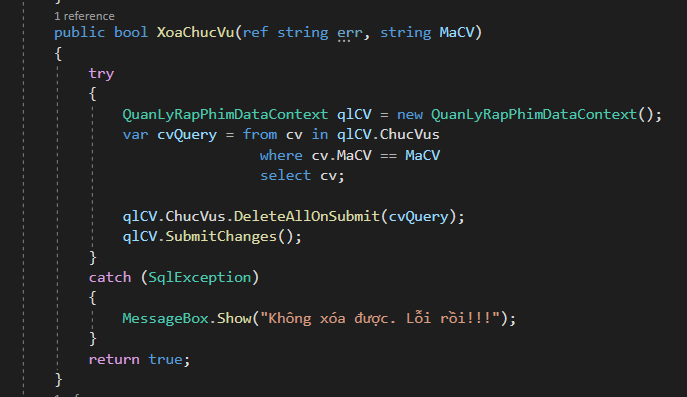 }
1 reference
public bool XoaChucVu(ref string err, string MaCV)
{
try
{
QuanLyRapPhimDataContext qlCV = new QuanLyRapPhimDataContext();
var cvQuery = from cv in qlCV.ChucVus
where cv.MaCV == MaCV
select cv;
qlCV.ChucVus.DeleteAllOnSubmit(cvQuery);
qlCV.SubmitChanges();
}
catch (SqlException)
{
MessageBox.Show("Không xóa được. Lỗi rồi!!!");
}
return true;
}